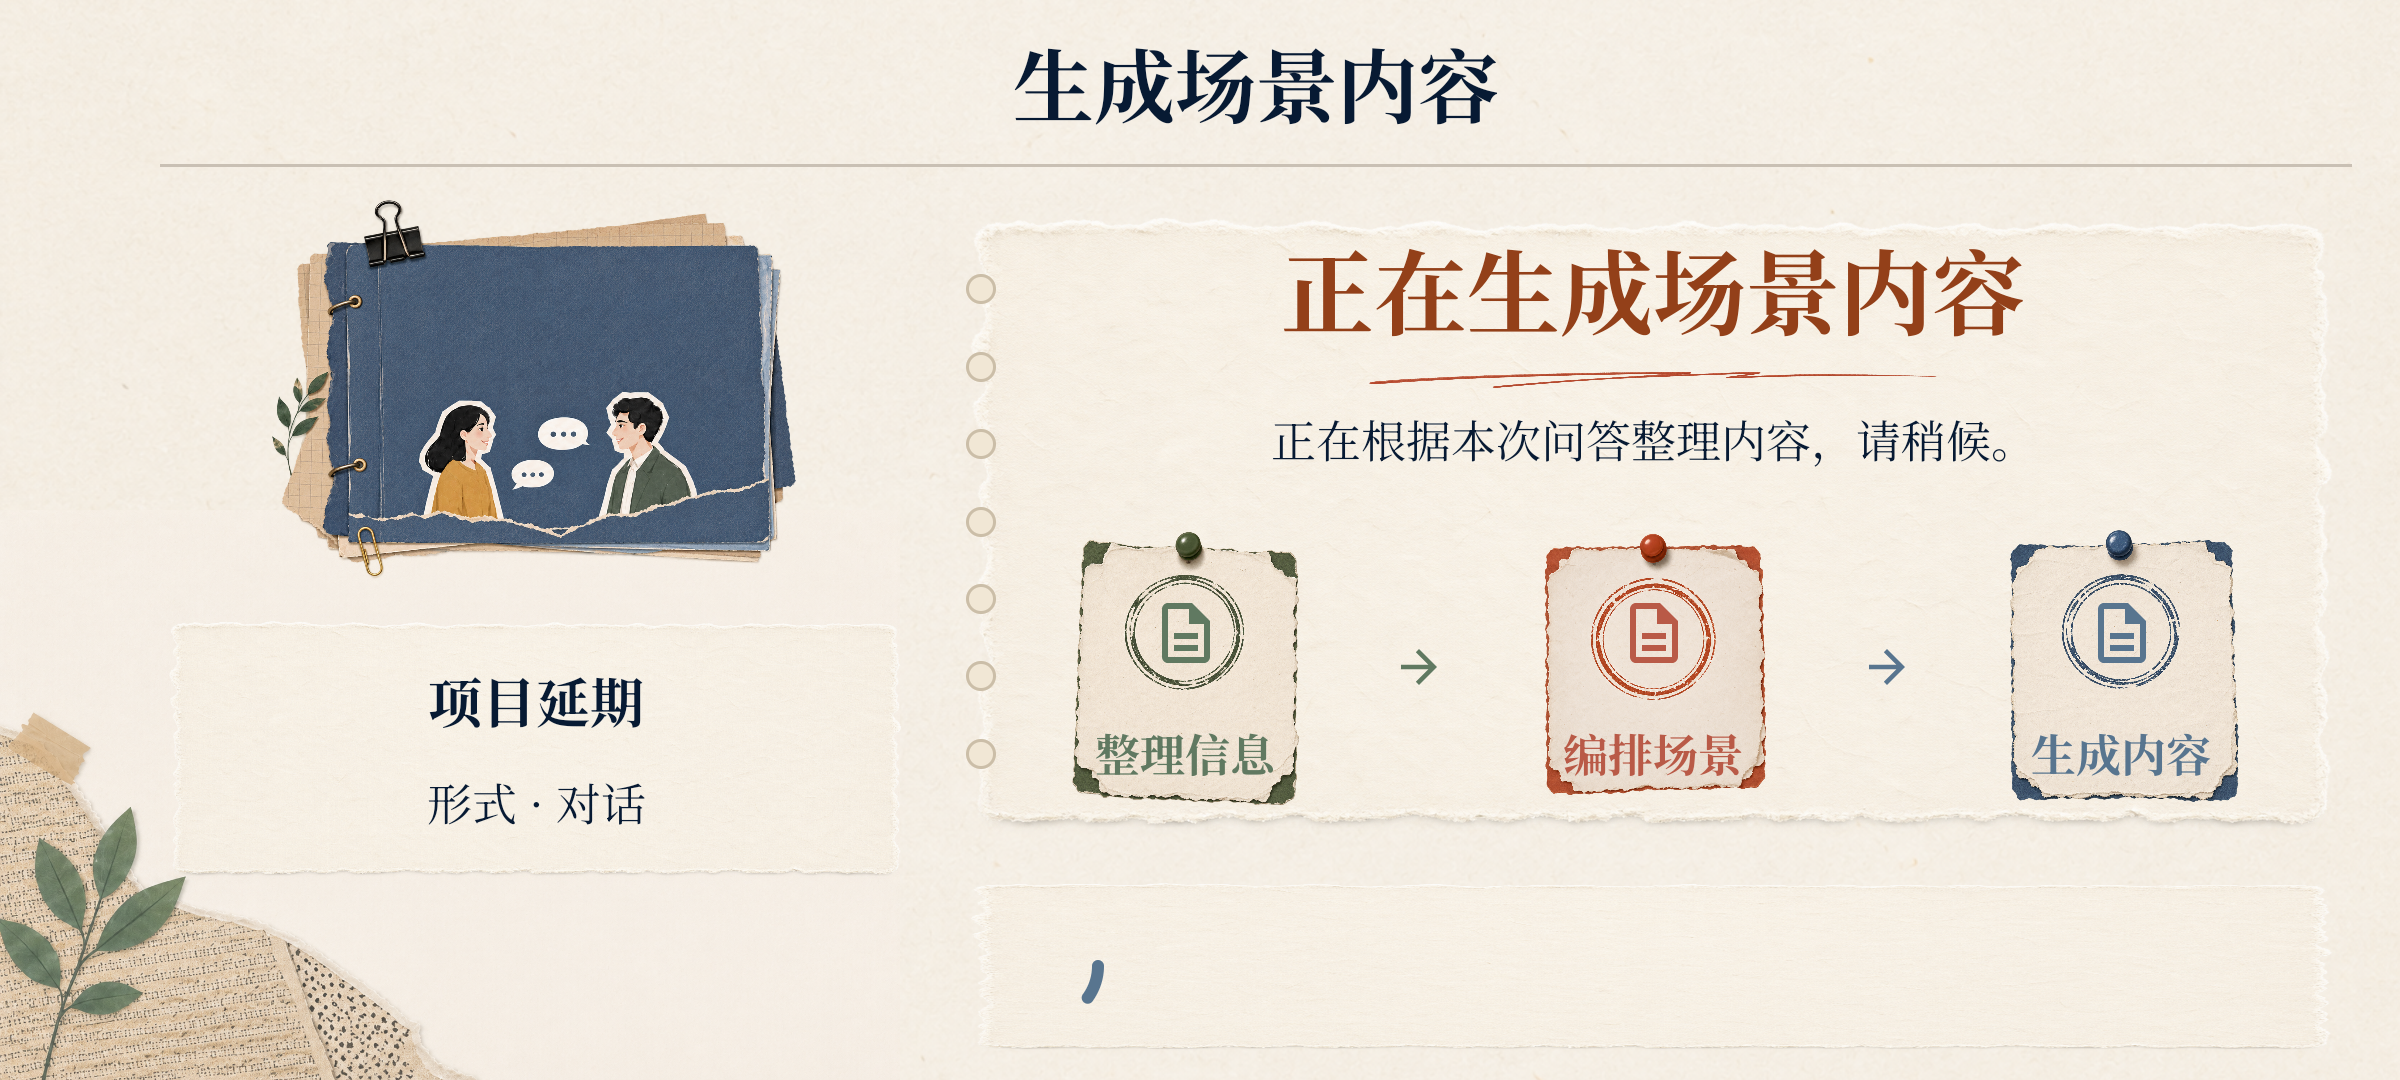 生成场景内容
项目延期
形式 · 对话
正在生成场景内容
正在根据本次问答整理内容，请稍候。
整理信息
编排场景
生成内容